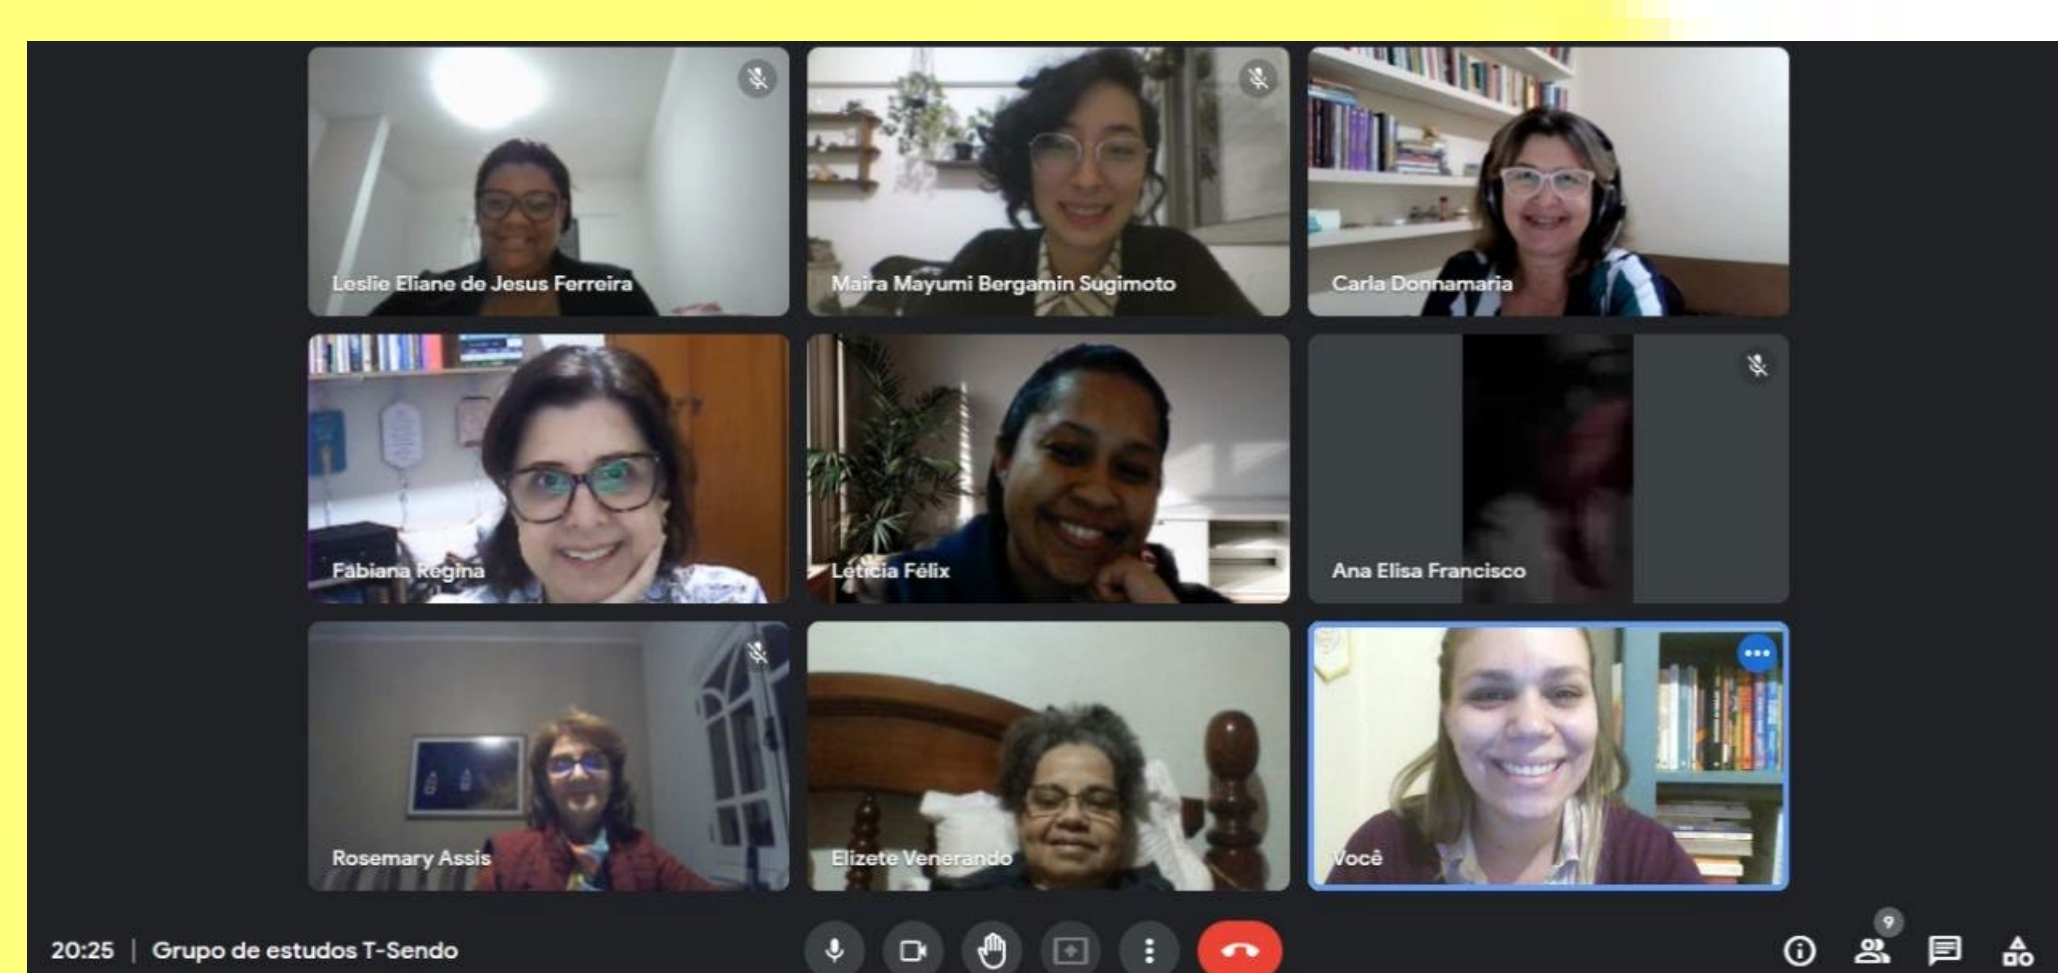 Leslie Eliane de Jesus Ferreira
Maira Mayumi Bergamin Sugimoto
Carla Donnamaria
Fabiana Regina
Letícia Félix
Ana Elisa Francisco
Rosemary Assis
Elizete Venerando
Você
9
20:25 | Grupo de estudos T-Sendo